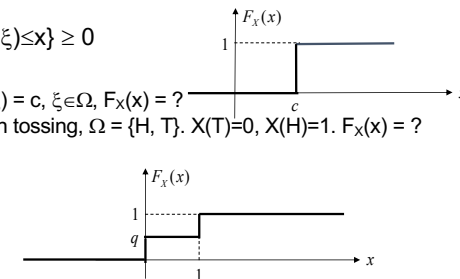 F_X(x)
ξ)≤x} ≥ 0
1
) = c, ξ∈Ω, F_X(x) = ?
c
n tossing, Ω = {H, T}. X(T)=0, X(H)=1. F_X(x) = ?
F_X(x)
1
q
x
1